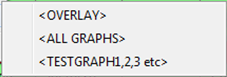 <OVERLAY>
<ALL GRAPHS>
<TESTGRAPH1,2,3 etc>